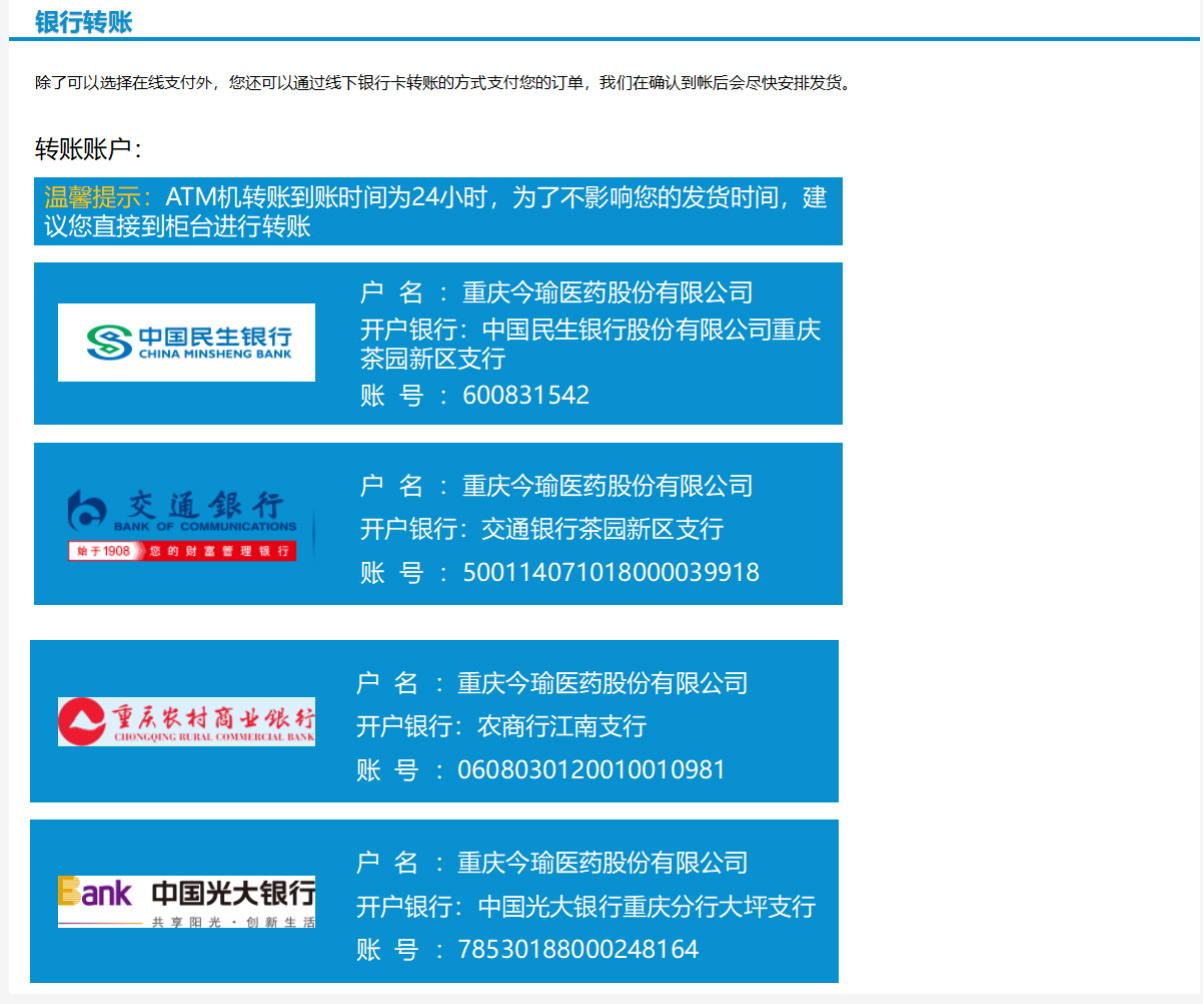 银行转账
除了可以选择在线支付外，您还可以通过线下银行卡转账的方式支付您的订单，我们在确认到帐后会尽快安排发货。
转账账户：
温馨提示：ATM机转账到账时间为24小时，为了不影响您的发货时间，建
议您直接到柜台进行转账
中国民生银行
CHINA MINSHENG BANK
户 名 ：重庆今瑜医药股份有限公司
开户银行：中国民生银行股份有限公司重庆
茶园新区支行
账 号 ：600831542
交通銀行
BANK OF COMMUNICATIONS
始于1908 您的财富管理银行
户 名 ：重庆今瑜医药股份有限公司
开户银行：交通银行茶园新区支行
账 号 ：500114071018000039918
重庆农村商业银行
CHONGQING RURAL COMMERCIAL BANK
户 名 ：重庆今瑜医药股份有限公司
开户银行：农商行江南支行
账 号 ：0608030120010010981
Bank 中国光大银行
共享阳光·创新生活
户 名 ：重庆今瑜医药股份有限公司
开户银行：中国光大银行重庆分行大坪支行
账 号 ：78530188000248164